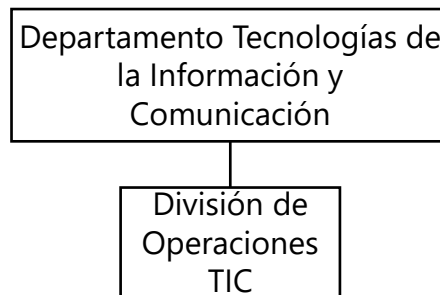 Departamento Tecnologías de
la Información y
Comunicación
División de
Operaciones
TIC